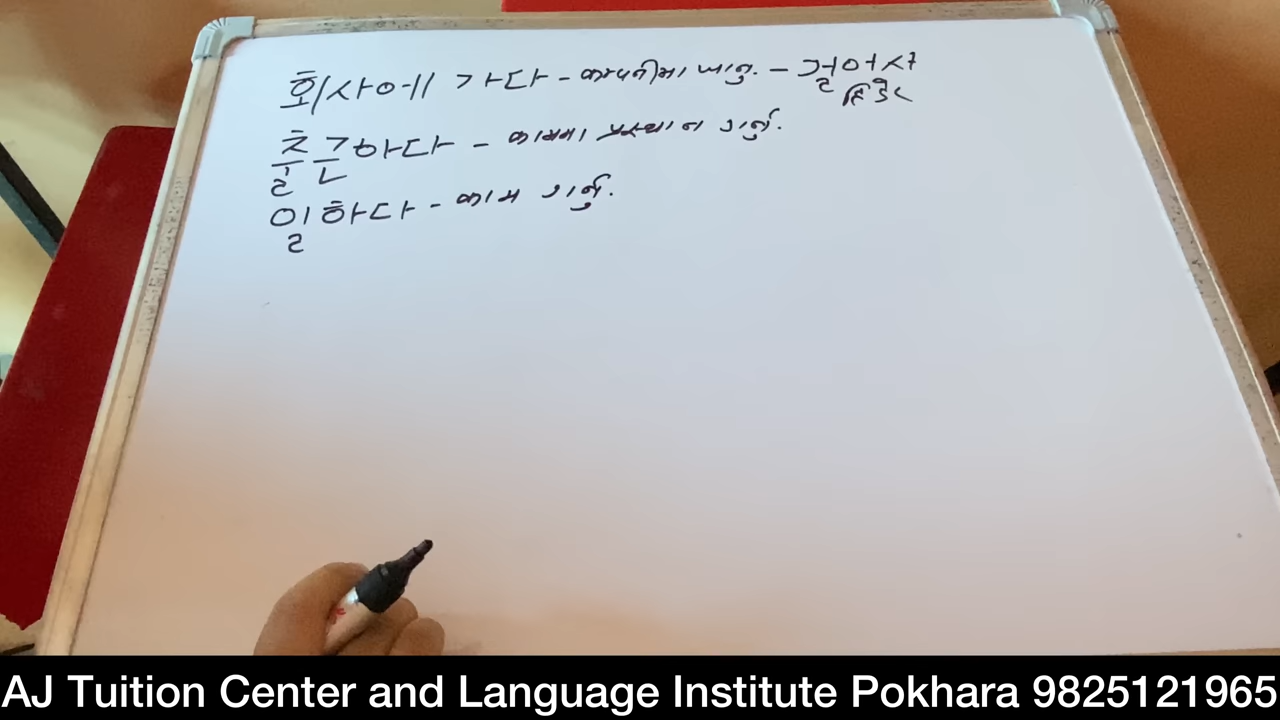 회사에 가다 - कम्पनीमा जानु. - 걸어서
हिँडेर
출근하다 - काममा प्रस्थान गर्नु.
일하다 - काम गर्नु.
AJ Tuition Center and Language Institute Pokhara 9825121965